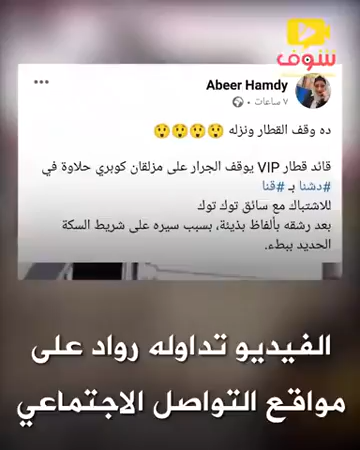 شوف
Abeer Hamdy
٧ ساعات
ده وقف القطار ونزله 😲😲😲😲
قائد قطار VIP يوقف الجرار على مزلقان كوبري حلاوة في
#دشنا بـ #قنا
للاشتباك مع سائق توك توك
بعد رشقه بألفاظ بذيئة، بسبب سيره على شريط السكة
الحديد ببطء.
الفيديو تداوله رواد على
مواقع التواصل الاجتماعي